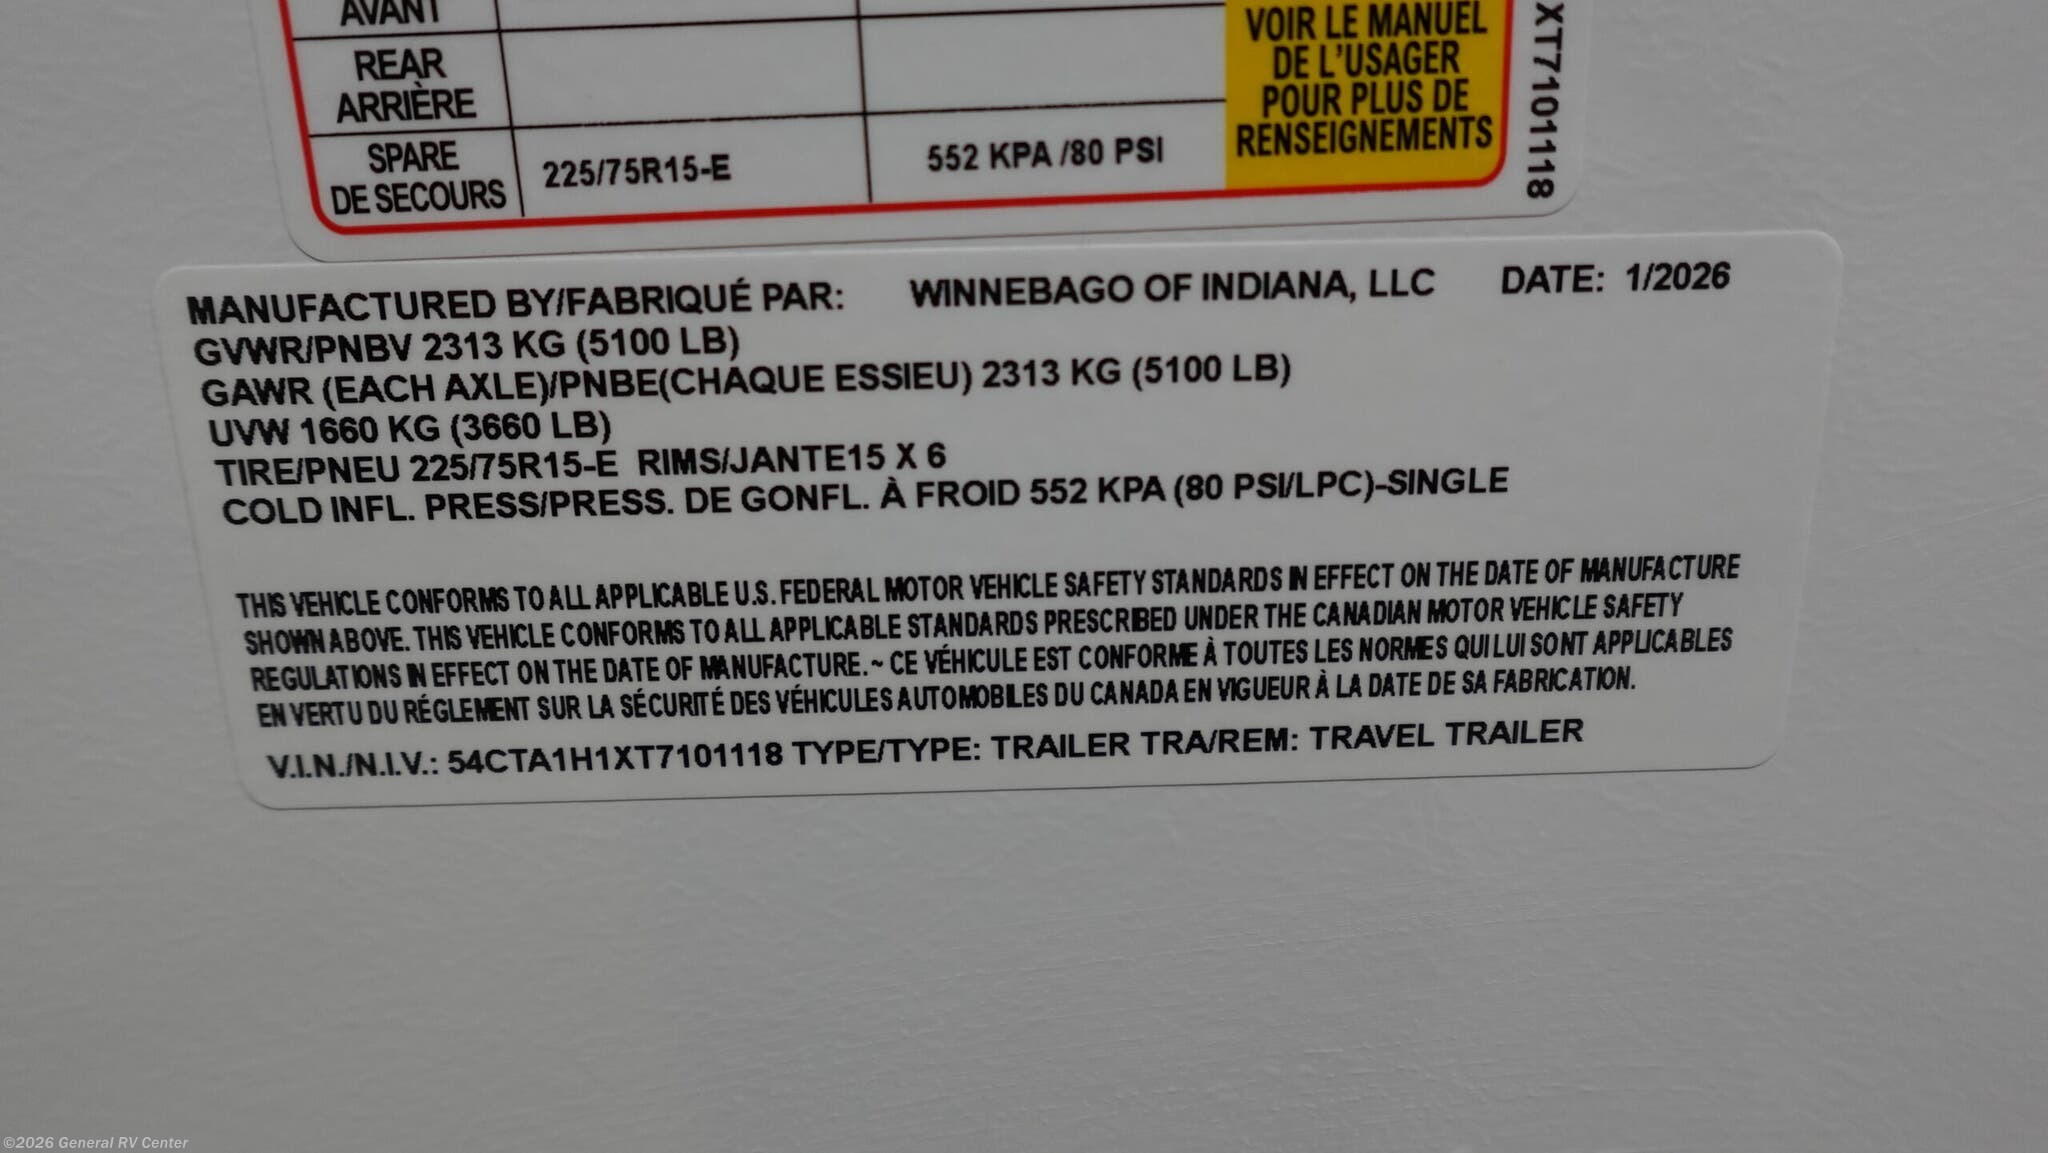 AVANT
REAR
ARRIÈRE
SPARE
DE SECOURS
225/75R15-E
552 KPA /80 PSI
VOIR LE MANUEL
DE L'USAGER
POUR PLUS DE
RENSEIGNEMENTS
XT7101118
MANUFACTURED BY/FABRIQUÉ PAR: WINNEBAGO OF INDIANA, LLC DATE: 1/2026
GVWR/PNBV 2313 KG (5100 LB)
GAWR (EACH AXLE)/PNBE(CHAQUE ESSIEU) 2313 KG (5100 LB)
UVW 1660 KG (3660 LB)
TIRE/PNEU 225/75R15-E RIMS/JANTE15 X 6
COLD INFL. PRESS/PRESS. DE GONFL. À FROID 552 KPA (80 PSI/LPC)-SINGLE
THIS VEHICLE CONFORMS TO ALL APPLICABLE U.S. FEDERAL MOTOR VEHICLE SAFETY STANDARDS IN EFFECT ON THE DATE OF MANUFACTURE
SHOWN ABOVE. THIS VEHICLE CONFORMS TO ALL APPLICABLE STANDARDS PRESCRIBED UNDER THE CANADIAN MOTOR VEHICLE SAFETY
REGULATIONS IN EFFECT ON THE DATE OF MANUFACTURE. ~ CE VÉHICULE EST CONFORME À TOUTES LES NORMES QUI LUI SONT APPLICABLES
EN VERTU DU RÉGLEMENT SUR LA SÉCURITÉ DES VÉHICULES AUTOMOBILES DU CANADA EN VIGUEUR À LA DATE DE SA FABRICATION.
V.I.N./N.I.V.: 54CTA1H1XT7101118 TYPE/TYPE: TRAILER TRA/REM: TRAVEL TRAILER
©2026 General RV Center